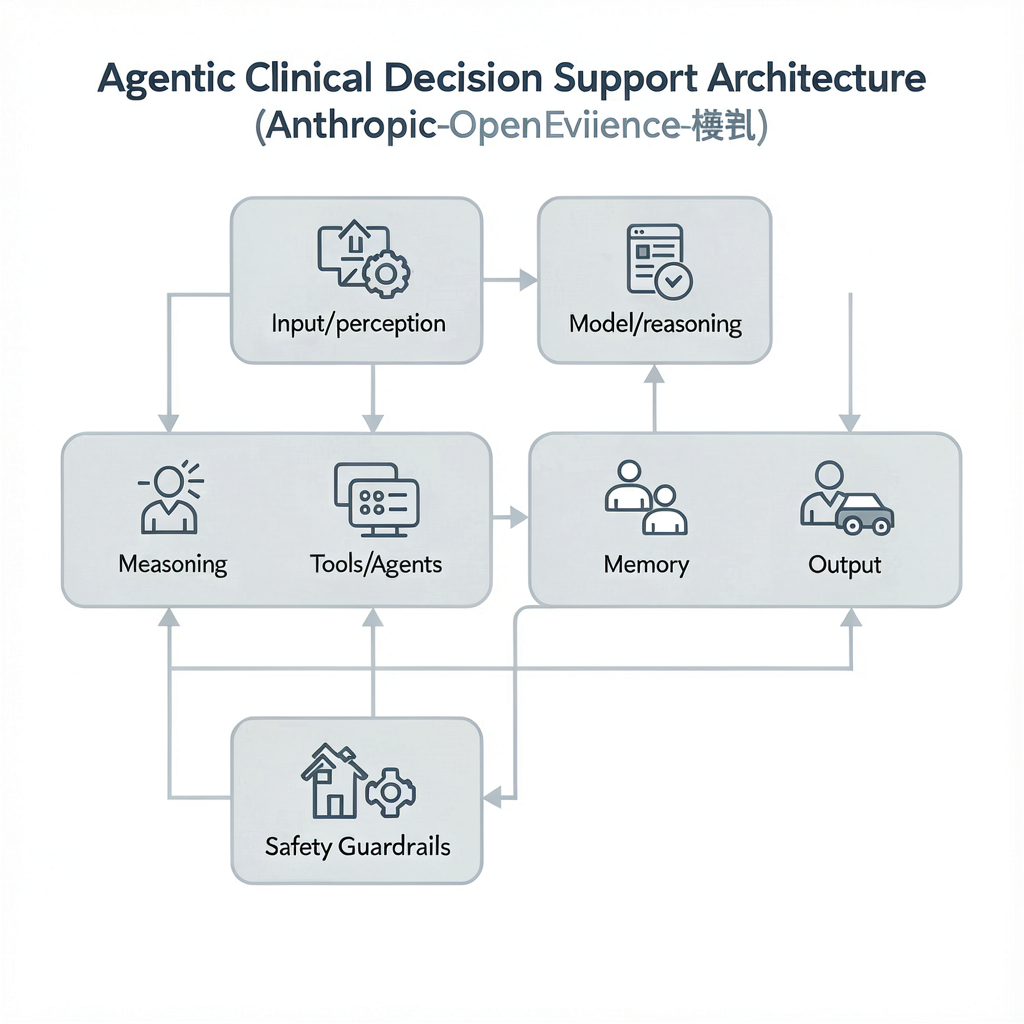 Agentic Clinical Decision Support Architecture
(Anthropic-OpenEviience-
Input/perception
Model/reasoning
Measoning
Tools/Agents
Memory
Output
Safety Guardrails